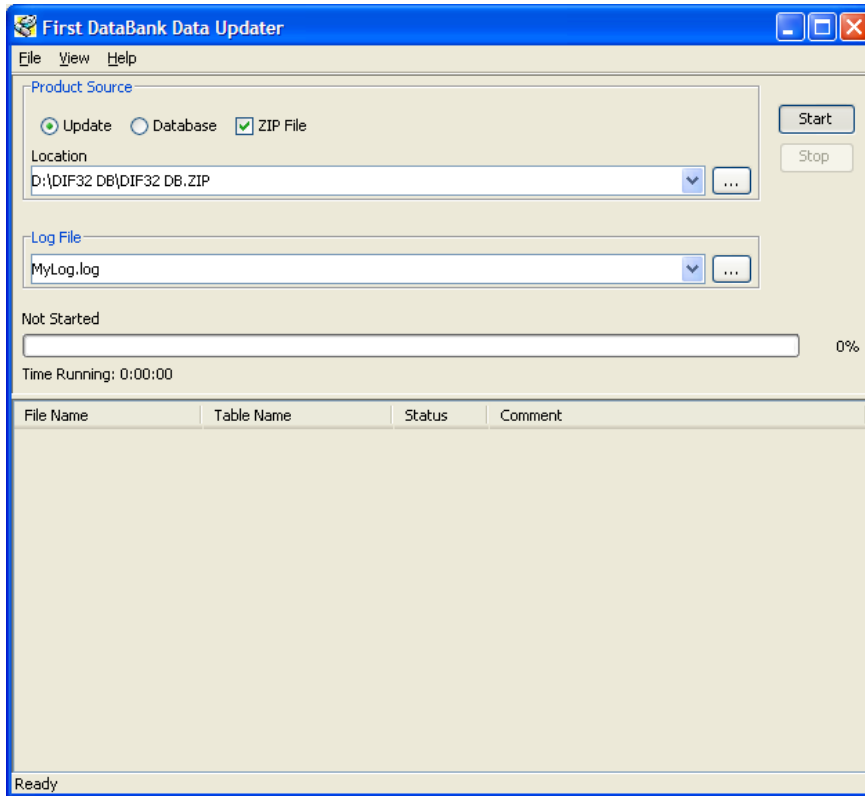 First DataBank Data Updater
File View Help
Product Source
Update Database ZIP File
Start
Location
Stop
D:\DIF32 DB\DIF32 DB.ZIP ...
Log File
MyLog.log ...
Not Started
0%
Time Running: 0:00:00
File Name Table Name Status Comment
Ready